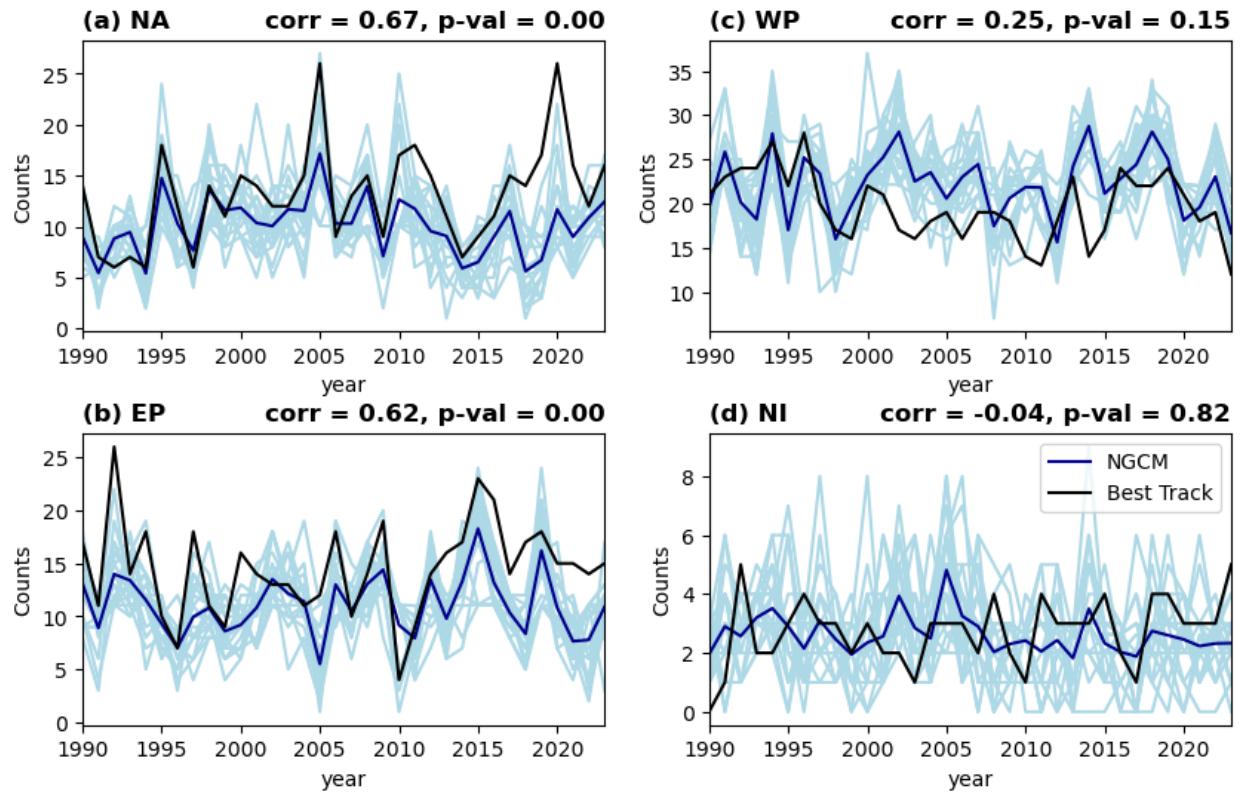 (a) NA corr = 0.67, p-val = 0.00
Counts
25
20
15
10
5
0
1990 1995 2000 2005 2010 2015 2020
year
(c) WP corr = 0.25, p-val = 0.15
Counts
35
30
25
20
15
10
1990 1995 2000 2005 2010 2015 2020
year
(b) EP corr = 0.62, p-val = 0.00
Counts
25
20
15
10
5
0
1990 1995 2000 2005 2010 2015 2020
year
(d) NI corr = -0.04, p-val = 0.82
NGCM
Best Track
Counts
8
6
4
2
0
1990 1995 2000 2005 2010 2015 2020
year